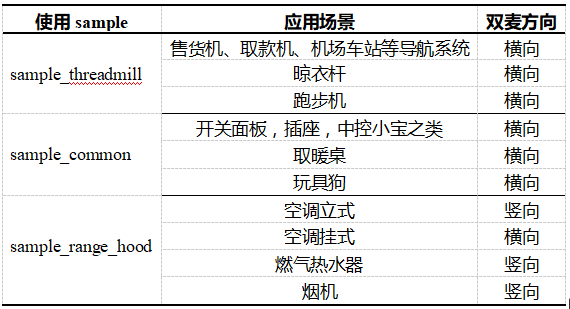 使用 sample 应用场景 双麦方向
售货机、取款机、机场车站等导航系统 横向
sample_threadmill 晾衣杆 横向
跑步机 横向
开关面板，插座，中控小宝之类 横向
sample_common 取暖桌 横向
玩具狗 横向
空调立式 竖向
空调挂式 横向
sample_range_hood
燃气热水器 竖向
烟机 竖向